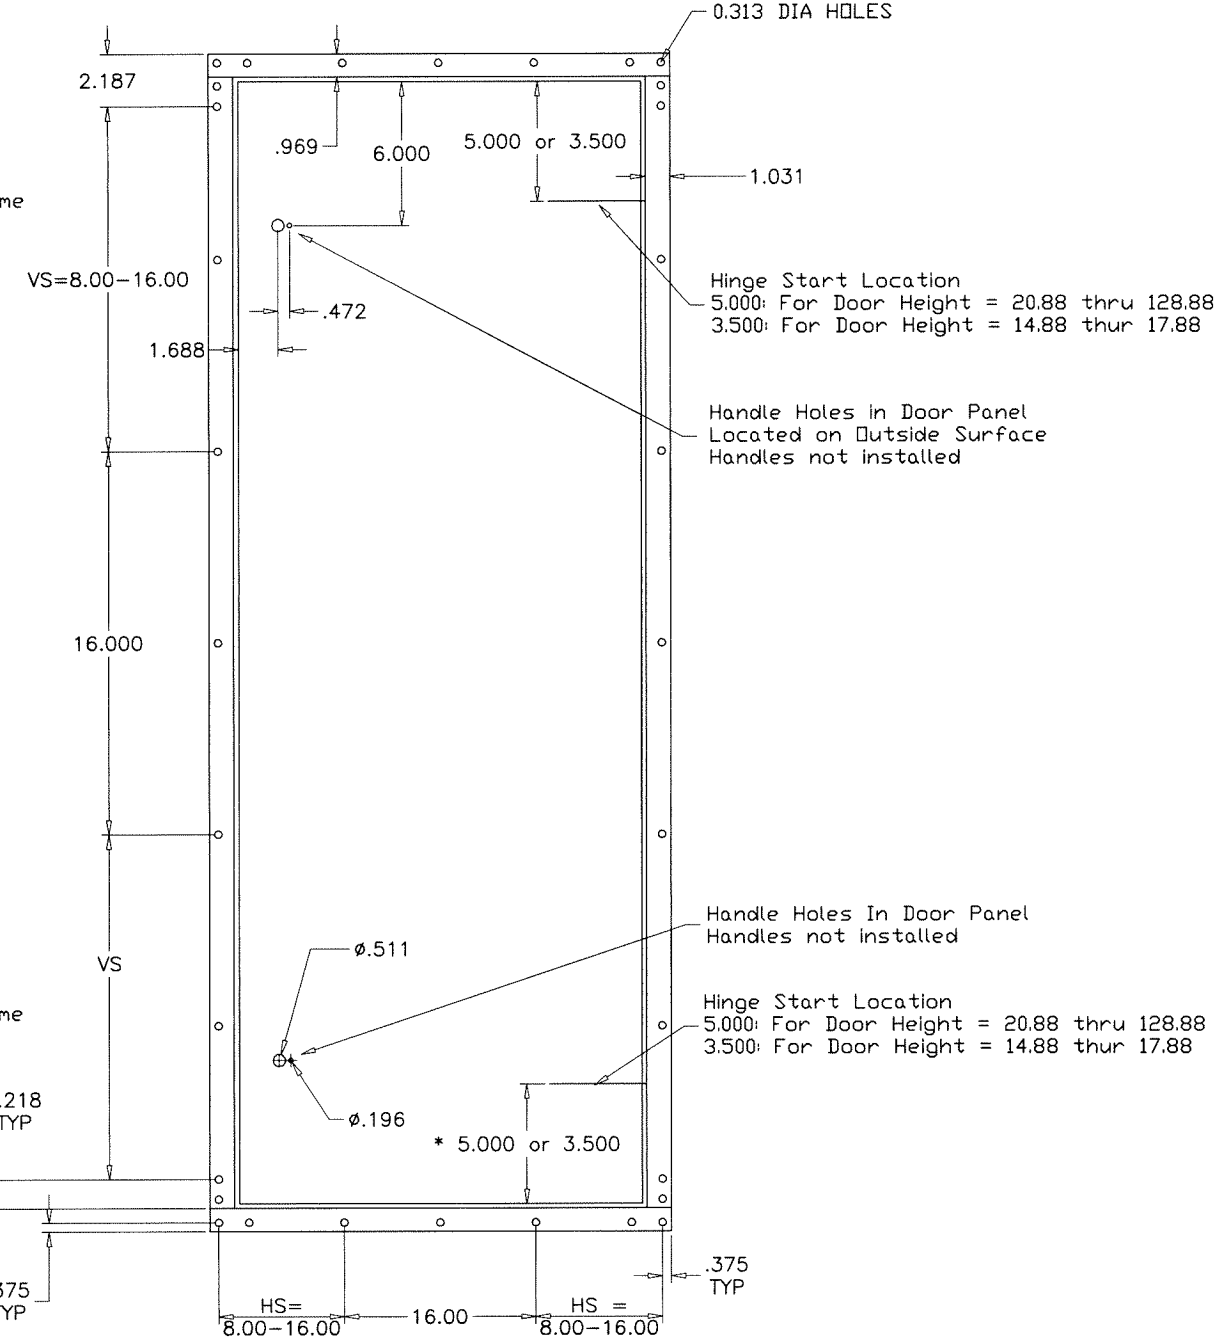 0.313 DIA HOLES
2.187
.969
6.000
5.000 or 3.500
1.031
me
VS=8.00-16.00
Hinge Start Location
5.000: For Door Height = 20.88 thru 128.88
3.500: For Door Height = 14.88 thur 17.88
.472
1.688
Handle Holes in Door Panel
Located on Outside Surface
Handles not installed
16.000
Handle Holes In Door Panel
Handles not installed
ø.511
VS
Hinge Start Location
5.000: For Door Height = 20.88 thru 128.88
3.500: For Door Height = 14.88 thur 17.88
me
.218
TYP
ø.196
* 5.000 or 3.500
.375
TYP
375
TYP
HS=
8.00-16.00
16.00
HS =
8.00-16.00